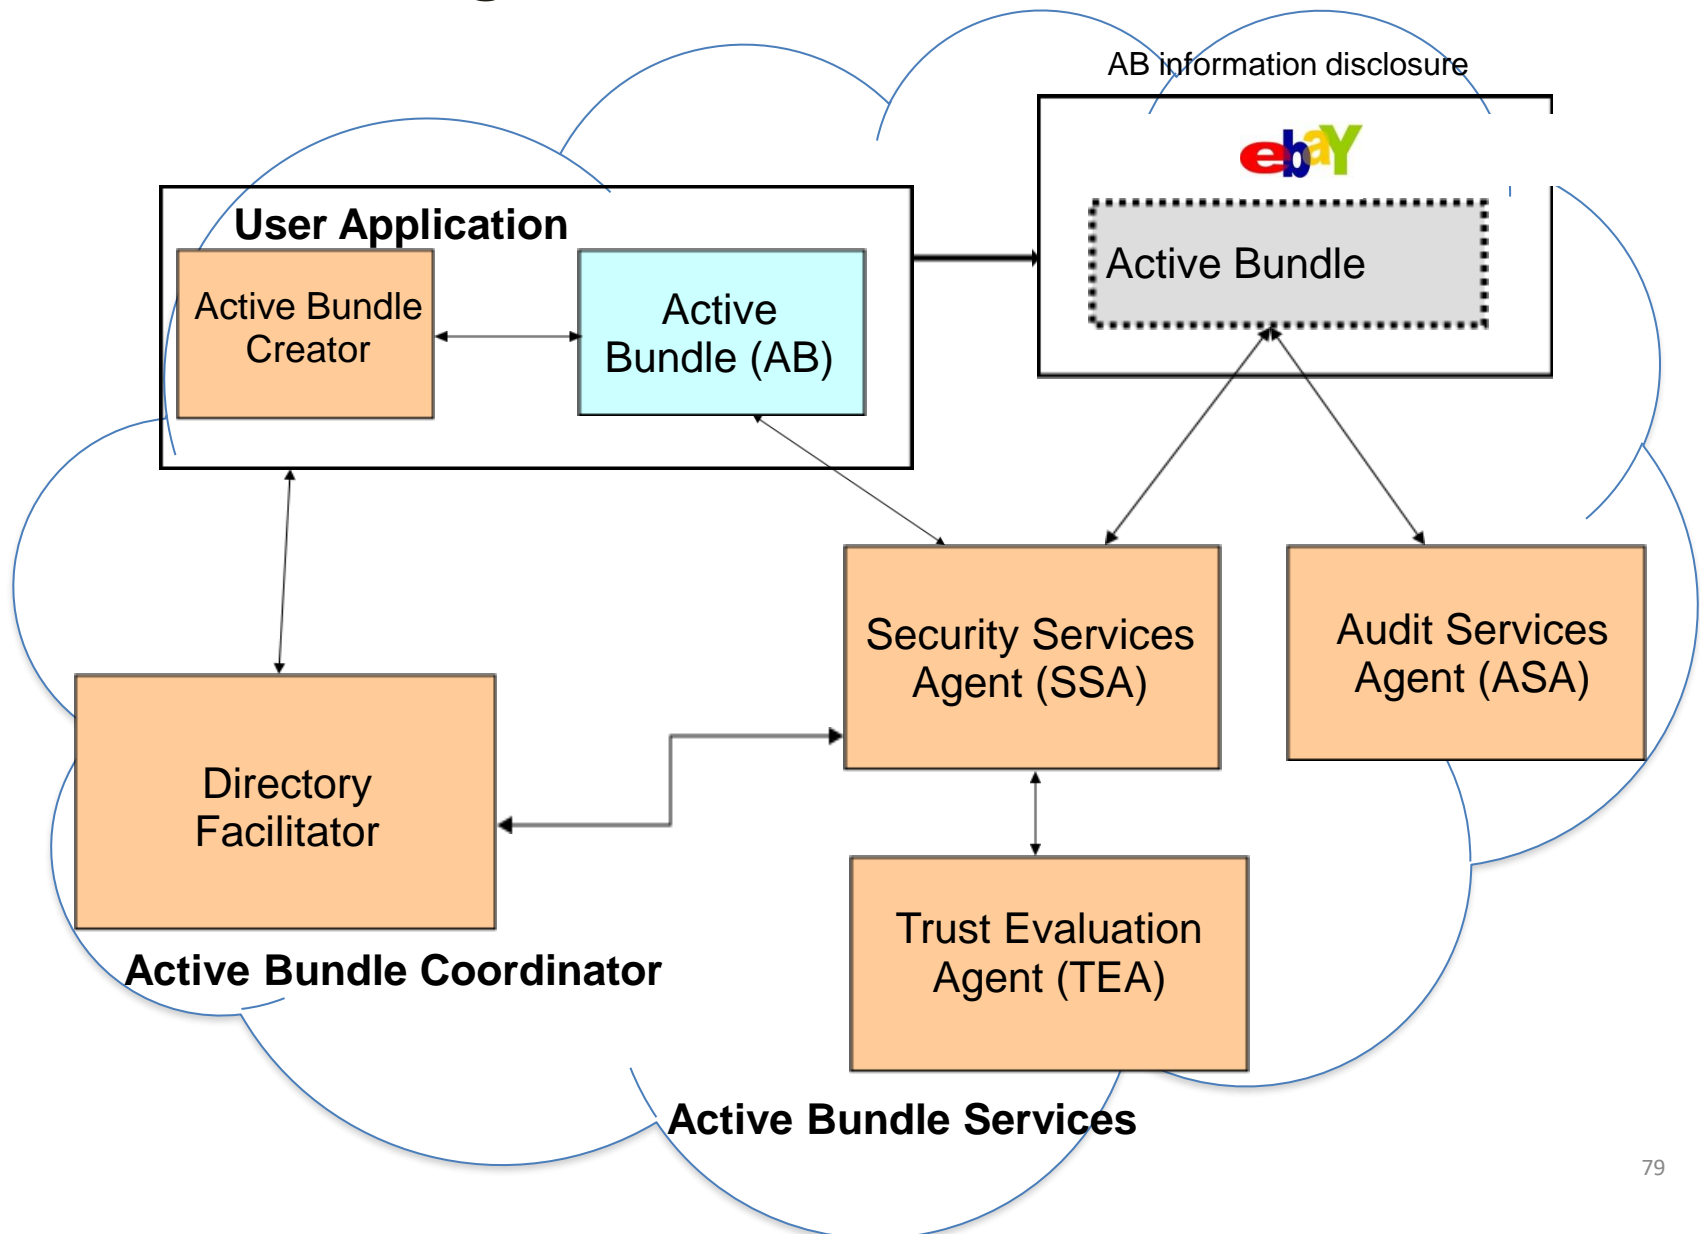 AB information disclosure
ebaY
User Application
Active Bundle
Active Bundle
Creator
Active
Bundle (AB)
Security Services
Agent (SSA)
Audit Services
Agent (ASA)
Directory
Facilitator
Trust Evaluation
Agent (TEA)
Active Bundle Coordinator
Active Bundle Services
79